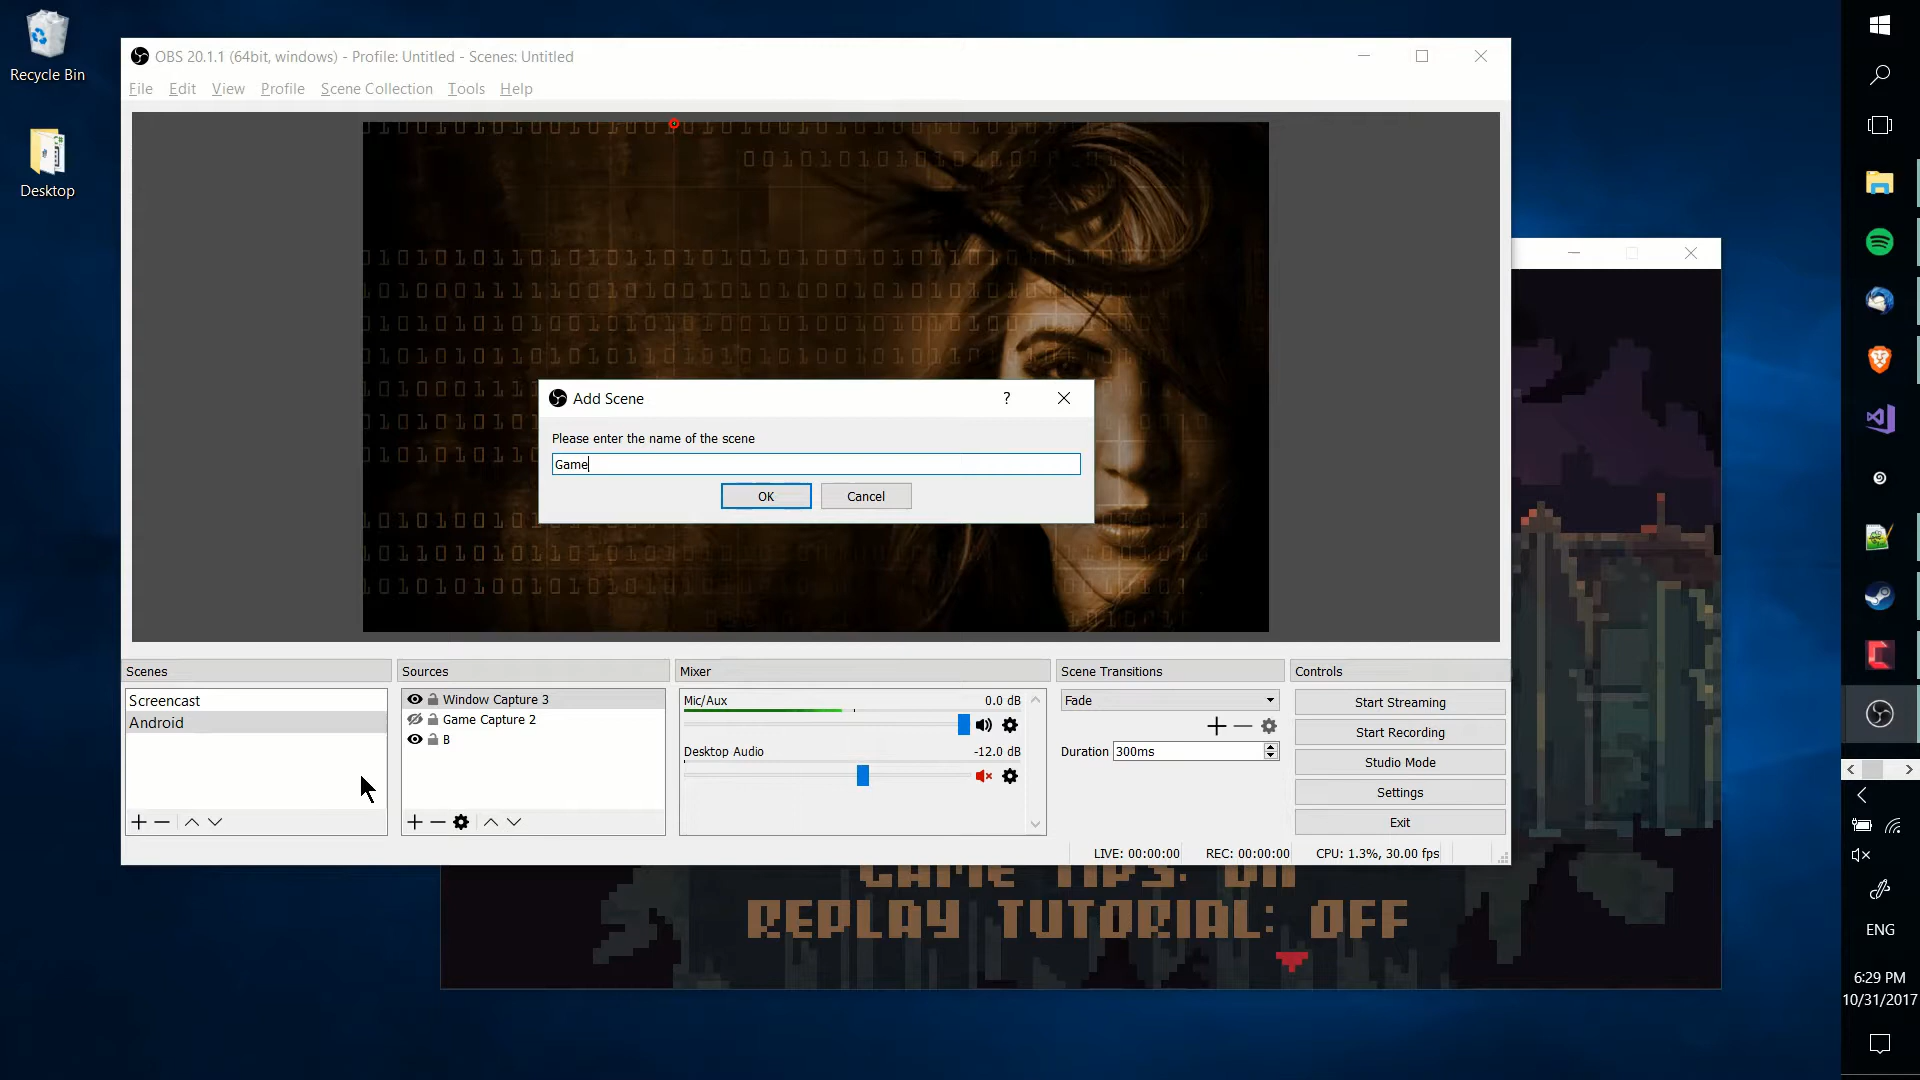 Recycle Bin
Desktop
OBS 20.1.1 (64bit, windows) - Profile: Untitled - Scenes: Untitled
File Edit View Profile Scene Collection Tools Help
Add Scene
?
Please enter the name of the scene
Game
OK Cancel
Scenes
Screencast
Android
Sources
Window Capture 3
Game Capture 2
B
Mixer
Mic/Aux 0.0 dB
Desktop Audio -12.0 dB
Scene Transitions
Fade
Duration 300ms
Controls
Start Streaming
Start Recording
Studio Mode
Settings
Exit
LIVE: 00:00:00 REC: 00:00:00 CPU: 1.3%, 30.00 fps
GAME TIPS: ON
REPLAY TUTORIAL: OFF
ENG
6:29 PM
10/31/2017